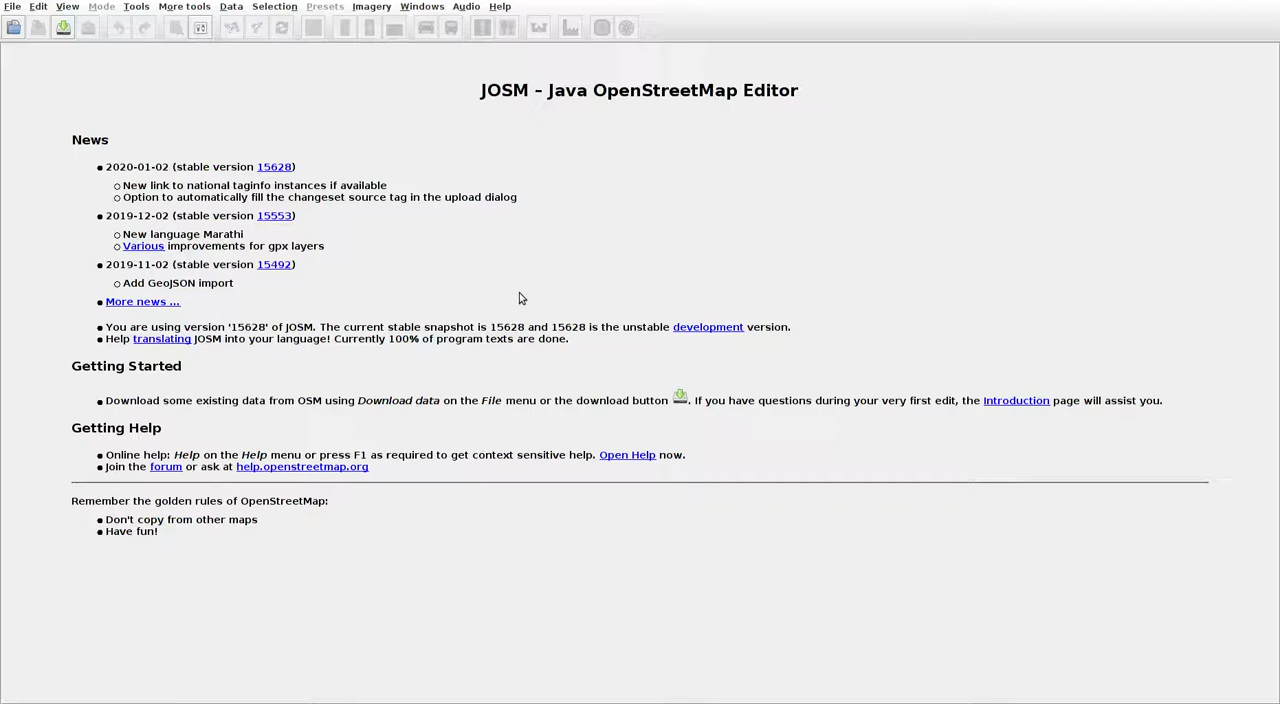 File Edit View Mode Tools More tools Data Selection Presets Imagery Windows Audio Help
JOSM – Java OpenStreetMap Editor
News
2020-01-02 (stable version 15628)
New link to national taginfo instances if available
Option to automatically fill the changeset source tag in the upload dialog
2019-12-02 (stable version 15553)
New language Marathi
Various improvements for gpx layers
2019-11-02 (stable version 15492)
Add GeoJSON import
More news ...
You are using version '15628' of JOSM. The current stable snapshot is 15628 and 15628 is the unstable development version.
Help translating JOSM into your language! Currently 100% of program texts are done.
Getting Started
Download some existing data from OSM using Download data on the File menu or the download button . If you have questions during your very first edit, the Introduction page will assist you.
Getting Help
Online help: Help on the Help menu or press F1 as required to get context sensitive help. Open Help now.
Join the forum or ask at help.openstreetmap.org
Remember the golden rules of OpenStreetMap:
Don't copy from other maps
Have fun!